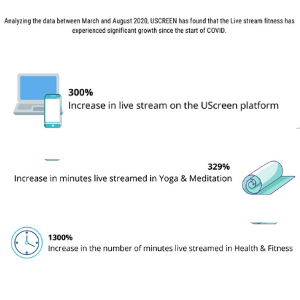 Analyzing the data between March and August 2020, USCREEN has found that the Live stream fitness has
experienced significant growth since the start of COVID.
300%
Increase in live stream on the UScreen platform
329%
Increase in minutes live streamed in Yoga & Meditation
1300%
Increase in the number of minutes live streamed in Health & Fitness